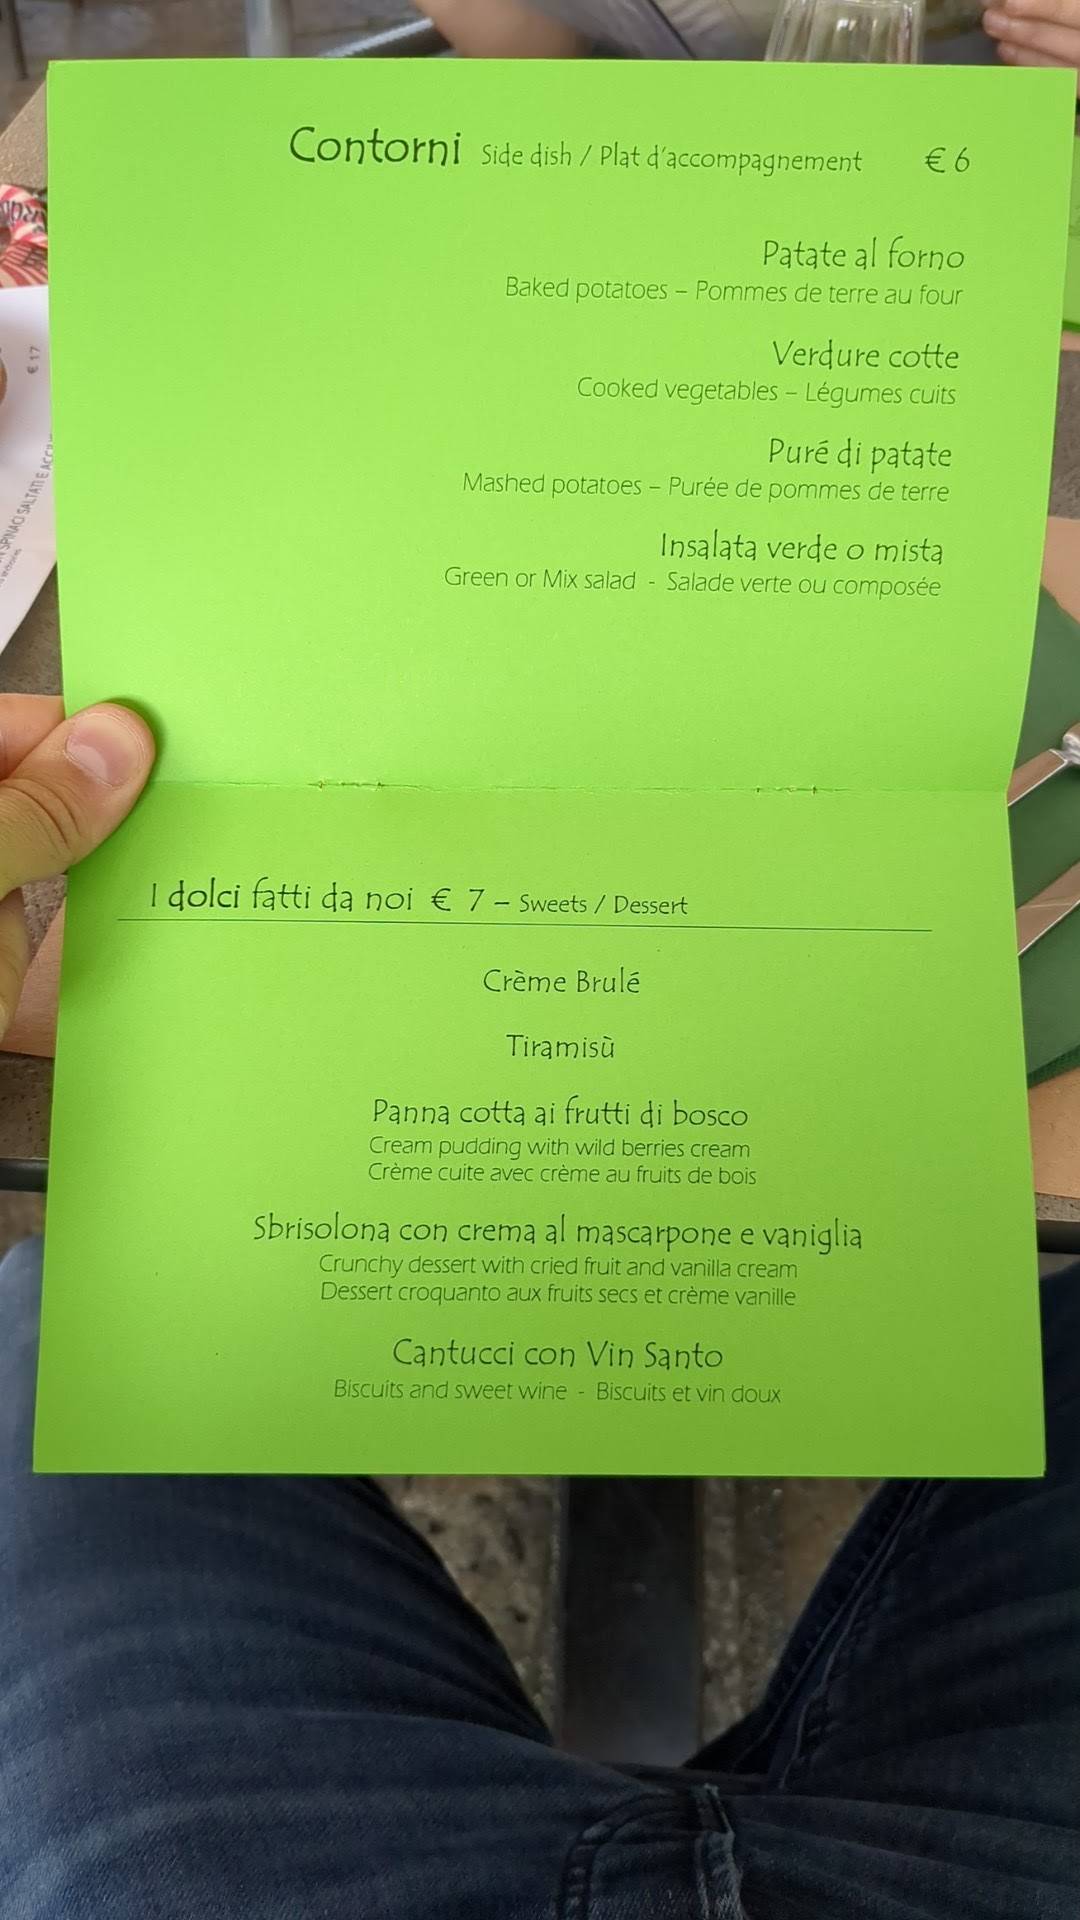 Contorni Side dish / Plat d'accompagnement € 6
Patate al forno
Baked potatoes – Pommes de terre au four
Verdure cotte
Cooked vegetables – Légumes cuits
Puré di patate
Mashed potatoes – Purée de pommes de terre
Insalata verde o mista
Green or Mix salad - Salade verte ou composée
I dolci fatti da noi € 7 – Sweets / Dessert
Crème Brulé
Tiramisù
Panna cotta ai frutti di bosco
Cream pudding with wild berries cream
Crème cuite avec crème au fruits de bois
Sbrisolona con crema al mascarpone e vaniglia
Crunchy dessert with cried fruit and vanilla cream
Dessert croquanto aux fruits secs et crème vanille
Cantucci con Vin Santo
Biscuits and sweet wine - Biscuits et vin doux
€ 17
SPINACI SALTATI E